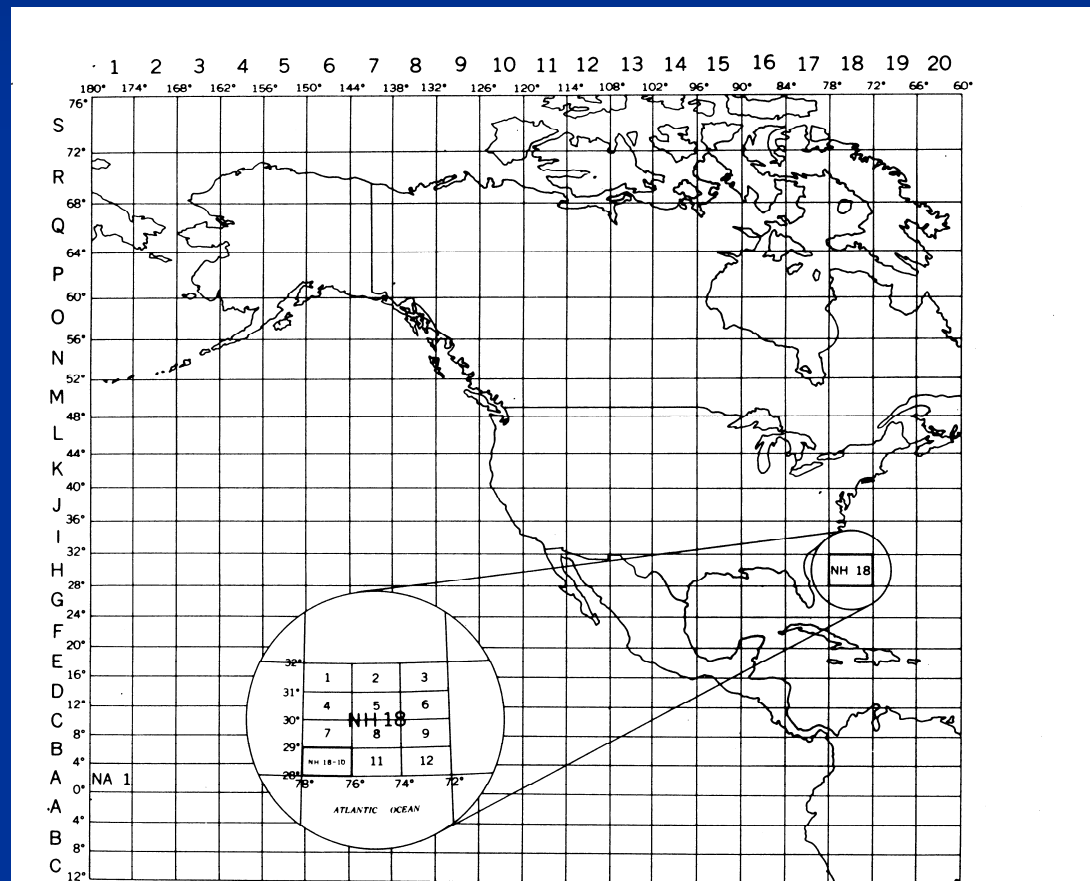 1 2 3 4 5 6 7 8 9 10 11 12 13 14 15 16 17 18 19 20
180° 174° 168° 162° 156° 150° 144° 138° 132° 126° 120° 114° 108° 102° 96° 90° 84° 78° 72° 66° 60°
76°
S
72°
R
68°
Q
64°
P
60°
O
56°
N
52°
M
48°
L
44°
K
40°
J
36°
I
32°
H
NH 18
28°
G
24°
F
20°
E
16°
D
12°
C
8°
B
4°
A
NA 1
0°
A
4°
B
8°
C
12°
32°
1 2 3
31°
4 5 6
30°
NH 18
7 8 9
29°
NH 18-10 11 12
28°
78° 76° 74° 72°
ATLANTIC OCEAN